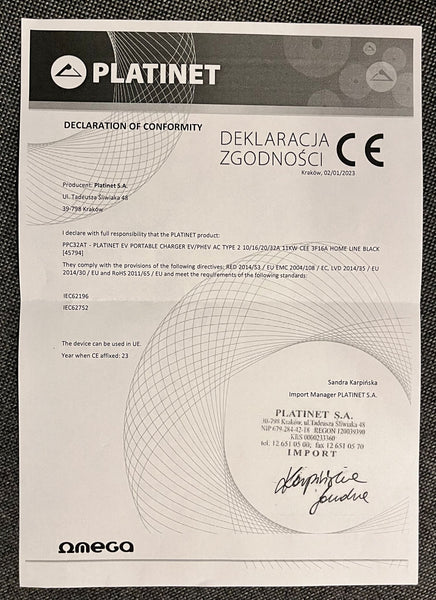 PLATINET
DECLARATION OF CONFORMITY
DEKLARACJA
ZGODNOŚCI
CE
Kraków, 02/01/2023
Producent: Platinet S.A.
Ul. Tadeusza Śliwiaka 48
39-798 Kraków
I declare with full responsibility that the PLATINET product:
PPC32AT - PLATINET EV PORTABLE CHARGER EV/PHEV AC TYPE 2 10/16/20/32A 11KW CEE 3F16A HOME LINE BLACK
[45794]
They comply with the provisions of the following directives: RED 2014/53 / EU EMC 2004/108 / EC, LVD 2014/35 / EU
2014/30 / EU and RoHS 2011/65 / EU and meet the requirements of the following standards:
IEC62196
IEC62752
The device can be used in UE.
Year when CE affixed: 23
Sandra Karpińska
Import Manager PLATINET S.A.
PLATINET S.A.
30-798 Kraków, ul. Tadeusza Śliwiaka 48
NIP 679-284-42-18 REGON 120039390
KRS 0000233360
tel. 12 651 05 00, fax 12 651 05 70
IMPORT
Karpińska
Sandra
omega